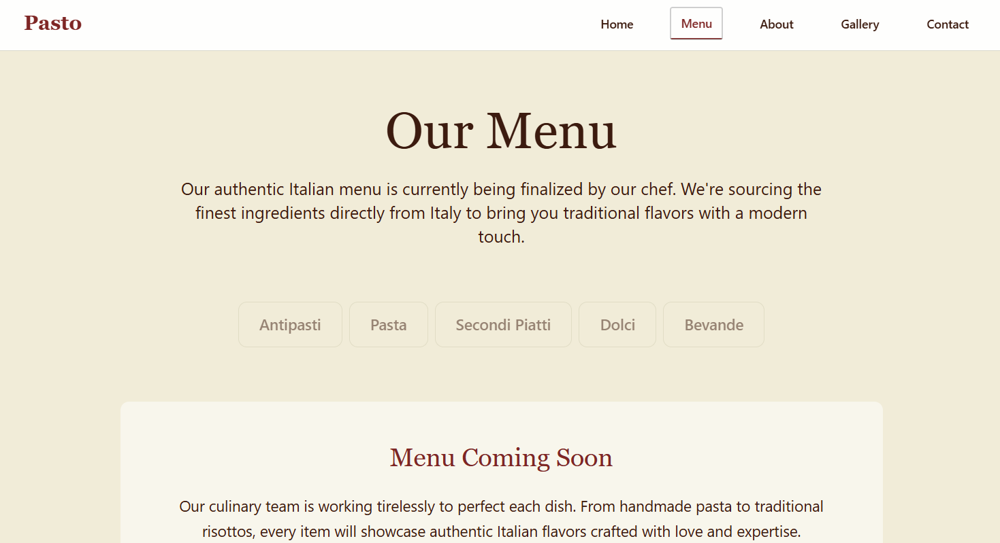 Pasto
Home Menu About Gallery Contact
Our Menu
Our authentic Italian menu is currently being finalized by our chef. We're sourcing the
finest ingredients directly from Italy to bring you traditional flavors with a modern
touch.
Antipasti Pasta Secondi Piatti Dolci Bevande
Menu Coming Soon
Our culinary team is working tirelessly to perfect each dish. From handmade pasta to traditional
risottos, every item will showcase authentic Italian flavors crafted with love and expertise.